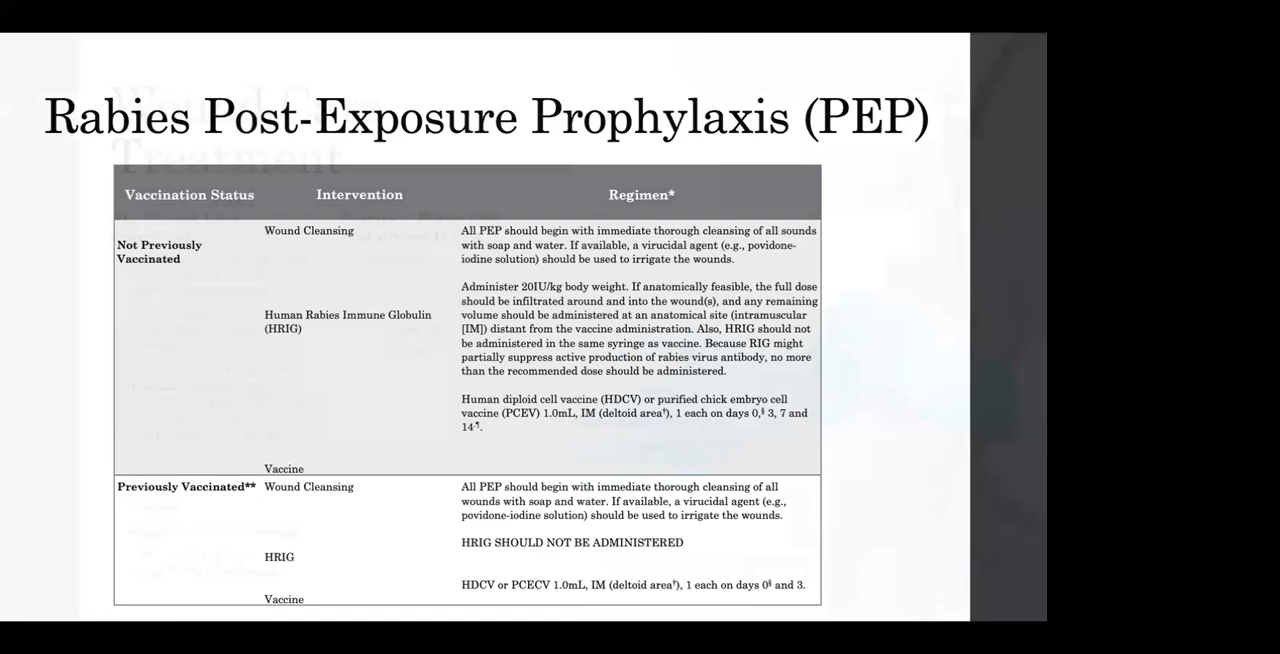 Rabies Post-Exposure Prophylaxis (PEP)
Vaccination Status Intervention Regimen*
Wound Cleansing
Not Previously
Vaccinated
All PEP should begin with immediate thorough cleansing of all sounds
with soap and water. If available, a virucidal agent (e.g., povidone-
iodine solution) should be used to irrigate the wounds.
Human Rabies Immune Globulin
(HRIG)
Administer 20IU/kg body weight. If anatomically feasible, the full dose
should be infiltrated around and into the wound(s), and any remaining
volume should be administered at an anatomical site (intramuscular
[IM]) distant from the vaccine administration. Also, HRIG should not
be administered in the same syringe as vaccine. Because RIG might
partially suppress active production of rabies virus antibody, no more
than the recommended dose should be administered.
Human diploid cell vaccine (HDCV) or purified chick embryo cell
vaccine (PCEV) 1.0mL, IM (deltoid area†), 1 each on days 0,§ 3, 7 and
14¶.
Vaccine
Previously Vaccinated** Wound Cleansing
All PEP should begin with immediate thorough cleansing of all
wounds with soap and water. If available, a virucidal agent (e.g.,
povidone-iodine solution) should be used to irrigate the wounds.
HRIG SHOULD NOT BE ADMINISTERED
HRIG
HDCV or PCECV 1.0mL, IM (deltoid area†), 1 each on days 0§ and 3.
Vaccine